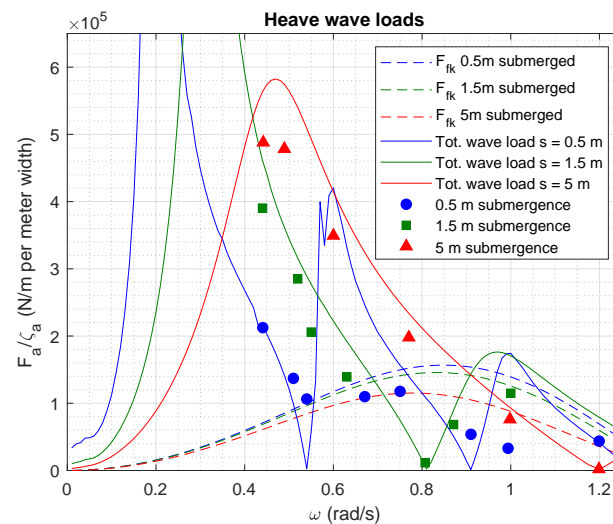 Heave wave loads
×10^5
F_a/ζ_a (N/m per meter width)
6
5
4
3
2
1
0
F_fk 0.5m submerged
F_fk 1.5m submerged
F_fk 5m submerged
Tot. wave load s = 0.5 m
Tot. wave load s = 1.5 m
Tot. wave load s = 5 m
0.5 m submergence
1.5 m submergence
5 m submergence
0 0.2 0.4 0.6 0.8 1 1.2
ω (rad/s)